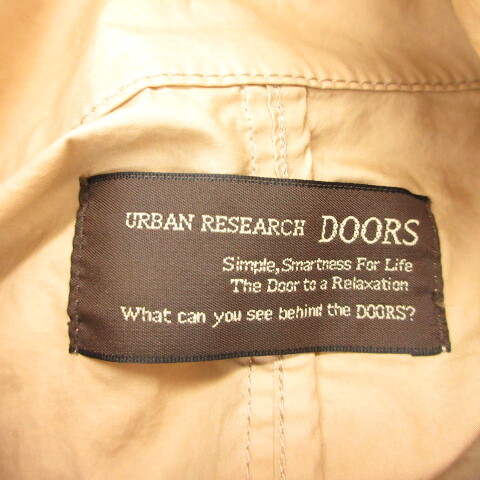 URBAN RESEARCH DOORS
Simple, Smartness For Life
The Door to a Relaxation
What can you see behind the DOORS?